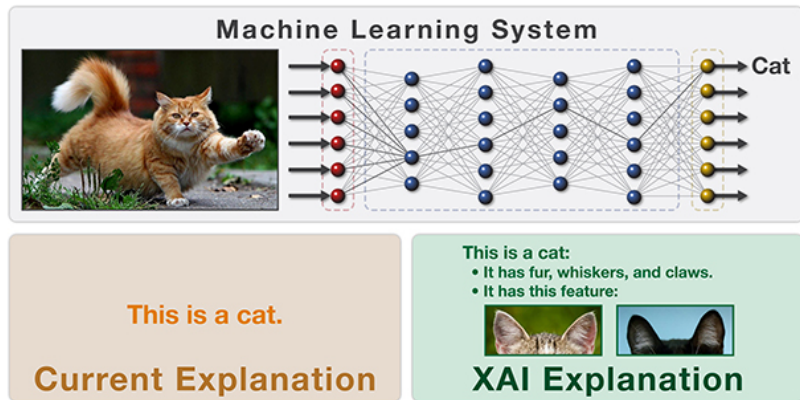 Machine Learning System
Cat
This is a cat.
Current Explanation
This is a cat:
• It has fur, whiskers, and claws.
• It has this feature:
XAI Explanation